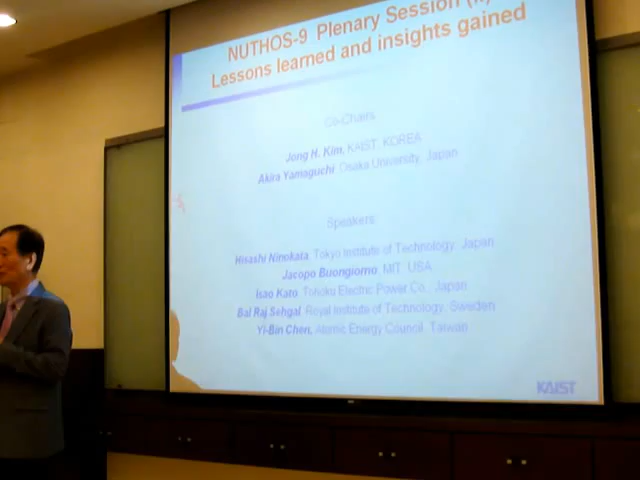 NUTHOS-9 Plenary Session
Lessons learned and insights gained
Co-Chairs
Jong H. Kim, KAIST, KOREA
Akira Yamaguchi, Osaka University, Japan
Speakers
Hisashi Ninokata, Tokyo Institute of Technology, Japan
Jacopo Buongiorno, MIT, USA
Isao Kato, Tohoku Electric Power Co., Japan
Bal Raj Sehgal, Royal Institute of Technology, Sweden
Yi-Bin Chen, Atomic Energy Council, Taiwan
KAIST